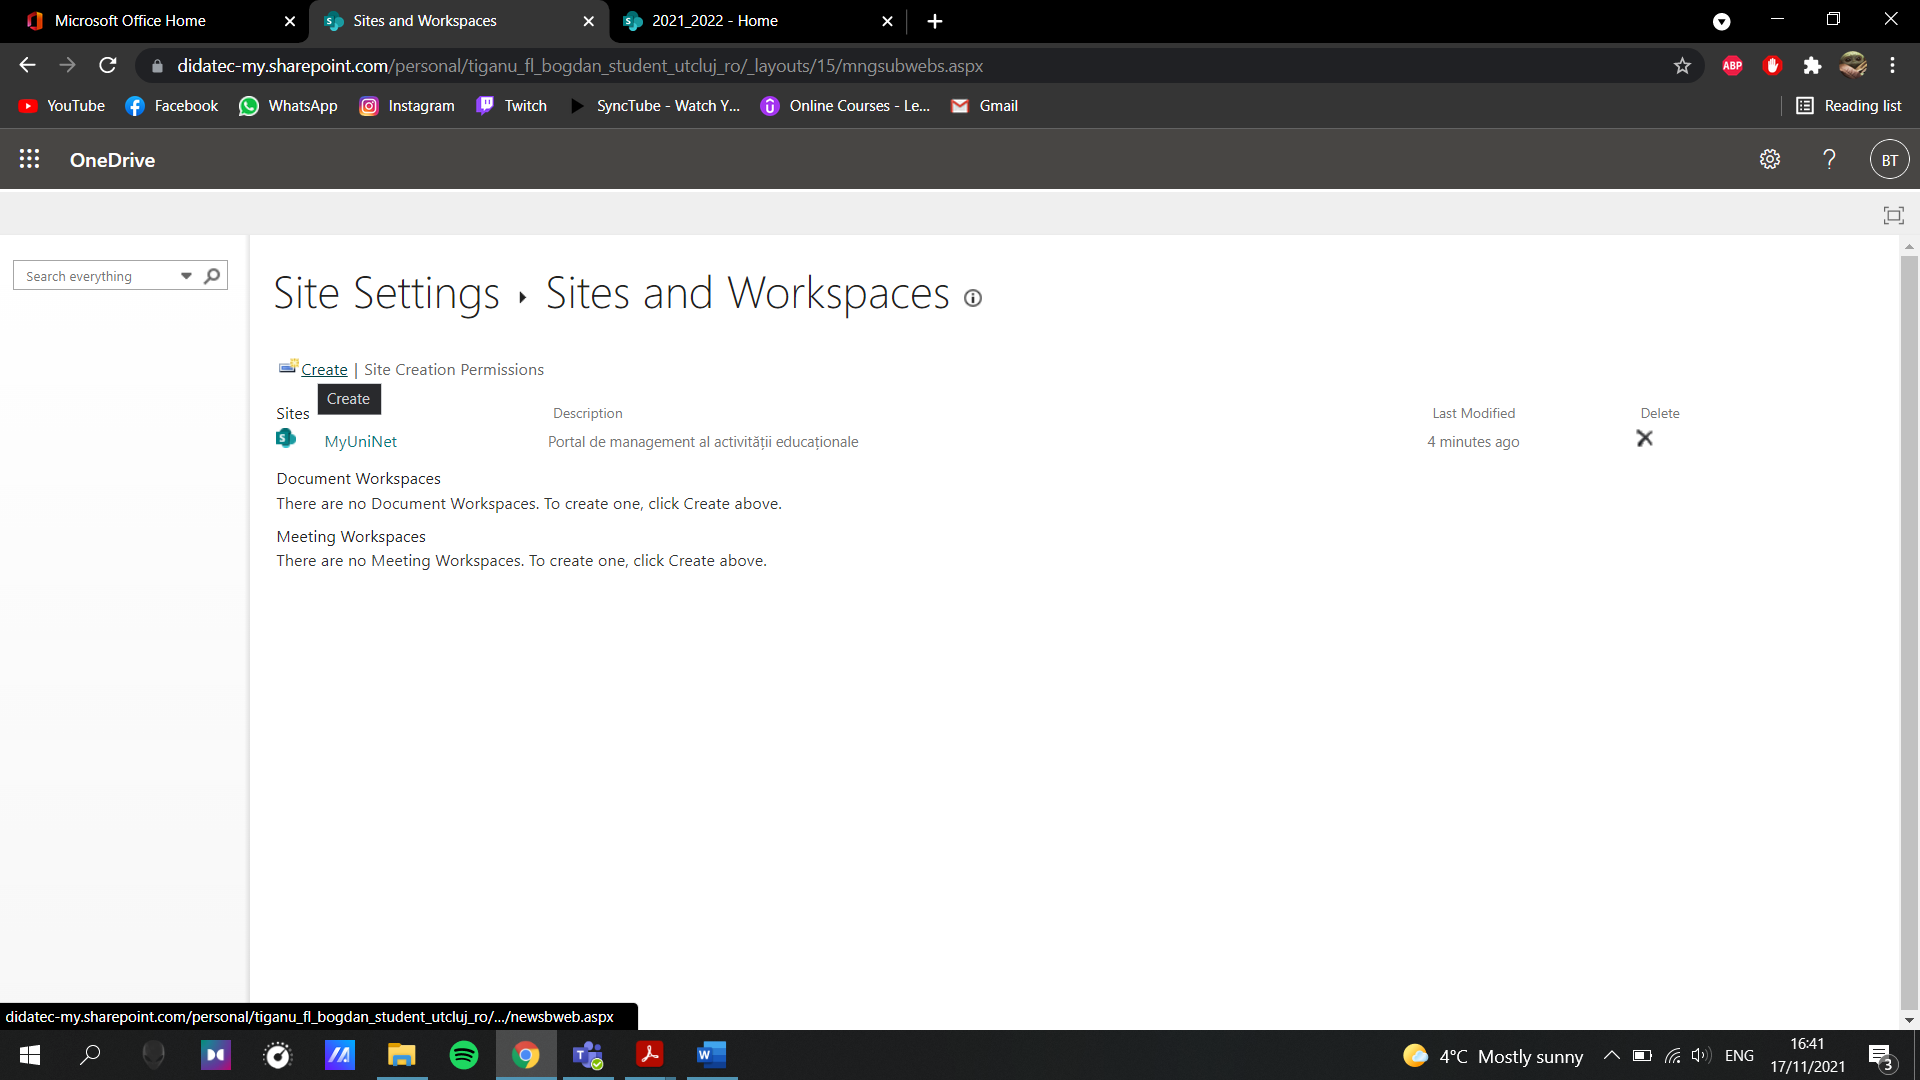 Microsoft Office Home
Sites and Workspaces
2021_2022 - Home
didatec-my.sharepoint.com/personal/tiganu_fl_bogdan_student_utcluj_ro/_layouts/15/mngsubwebs.aspx
ABP
YouTube
Facebook
WhatsApp
Instagram
Twitch
SyncTube - Watch Y...
Online Courses - Le...
Gmail
Reading list
OneDrive
?
BT
Search everything
Site Settings ▸ Sites and Workspaces
Create | Site Creation Permissions
Create
Sites Description Last Modified Delete
MyUniNet Portal de management al activității educaționale 4 minutes ago
Document Workspaces
There are no Document Workspaces. To create one, click Create above.
Meeting Workspaces
There are no Meeting Workspaces. To create one, click Create above.
didatec-my.sharepoint.com/personal/tiganu_fl_bogdan_student_utcluj_ro/.../newsbweb.aspx
4°C Mostly sunny
ENG
16:41
17/11/2021
3